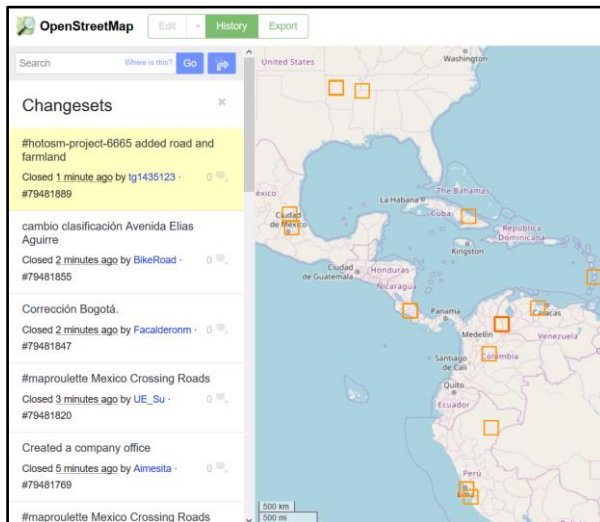 OpenStreetMap
Edit
History
Export
Search
Where is this?
Go
Changesets
×
#hotosm-project-6665 added road and
farmland
Closed 1 minute ago by tg1435123 ·
0
#79481889
cambio clasificación Avenida Elias
Aguirre
Closed 2 minutes ago by BikeRoad ·
0
#79481855
Corrección Bogotá.
Closed 2 minutes ago by Facalderonm ·
0
#79481847
#maproulette Mexico Crossing Roads
Closed 3 minutes ago by UE_Su ·
0
#79481820
Created a company office
Closed 5 minutes ago by Aimesita ·
0
#79481769
#maproulette Mexico Crossing Roads
United States
Washington
éxico
Ciudad
de México
La Habana
Cuba
The Bahamas
Kingston
República
Dominicana
Ciudad
de Guatemala
Honduras
Nicaragua
Panama
Caracas
Medellín
Venezuela
Santiago
de Cali
Colombia
Quito
Ecuador
Perú
Lima
500 km
500 mi